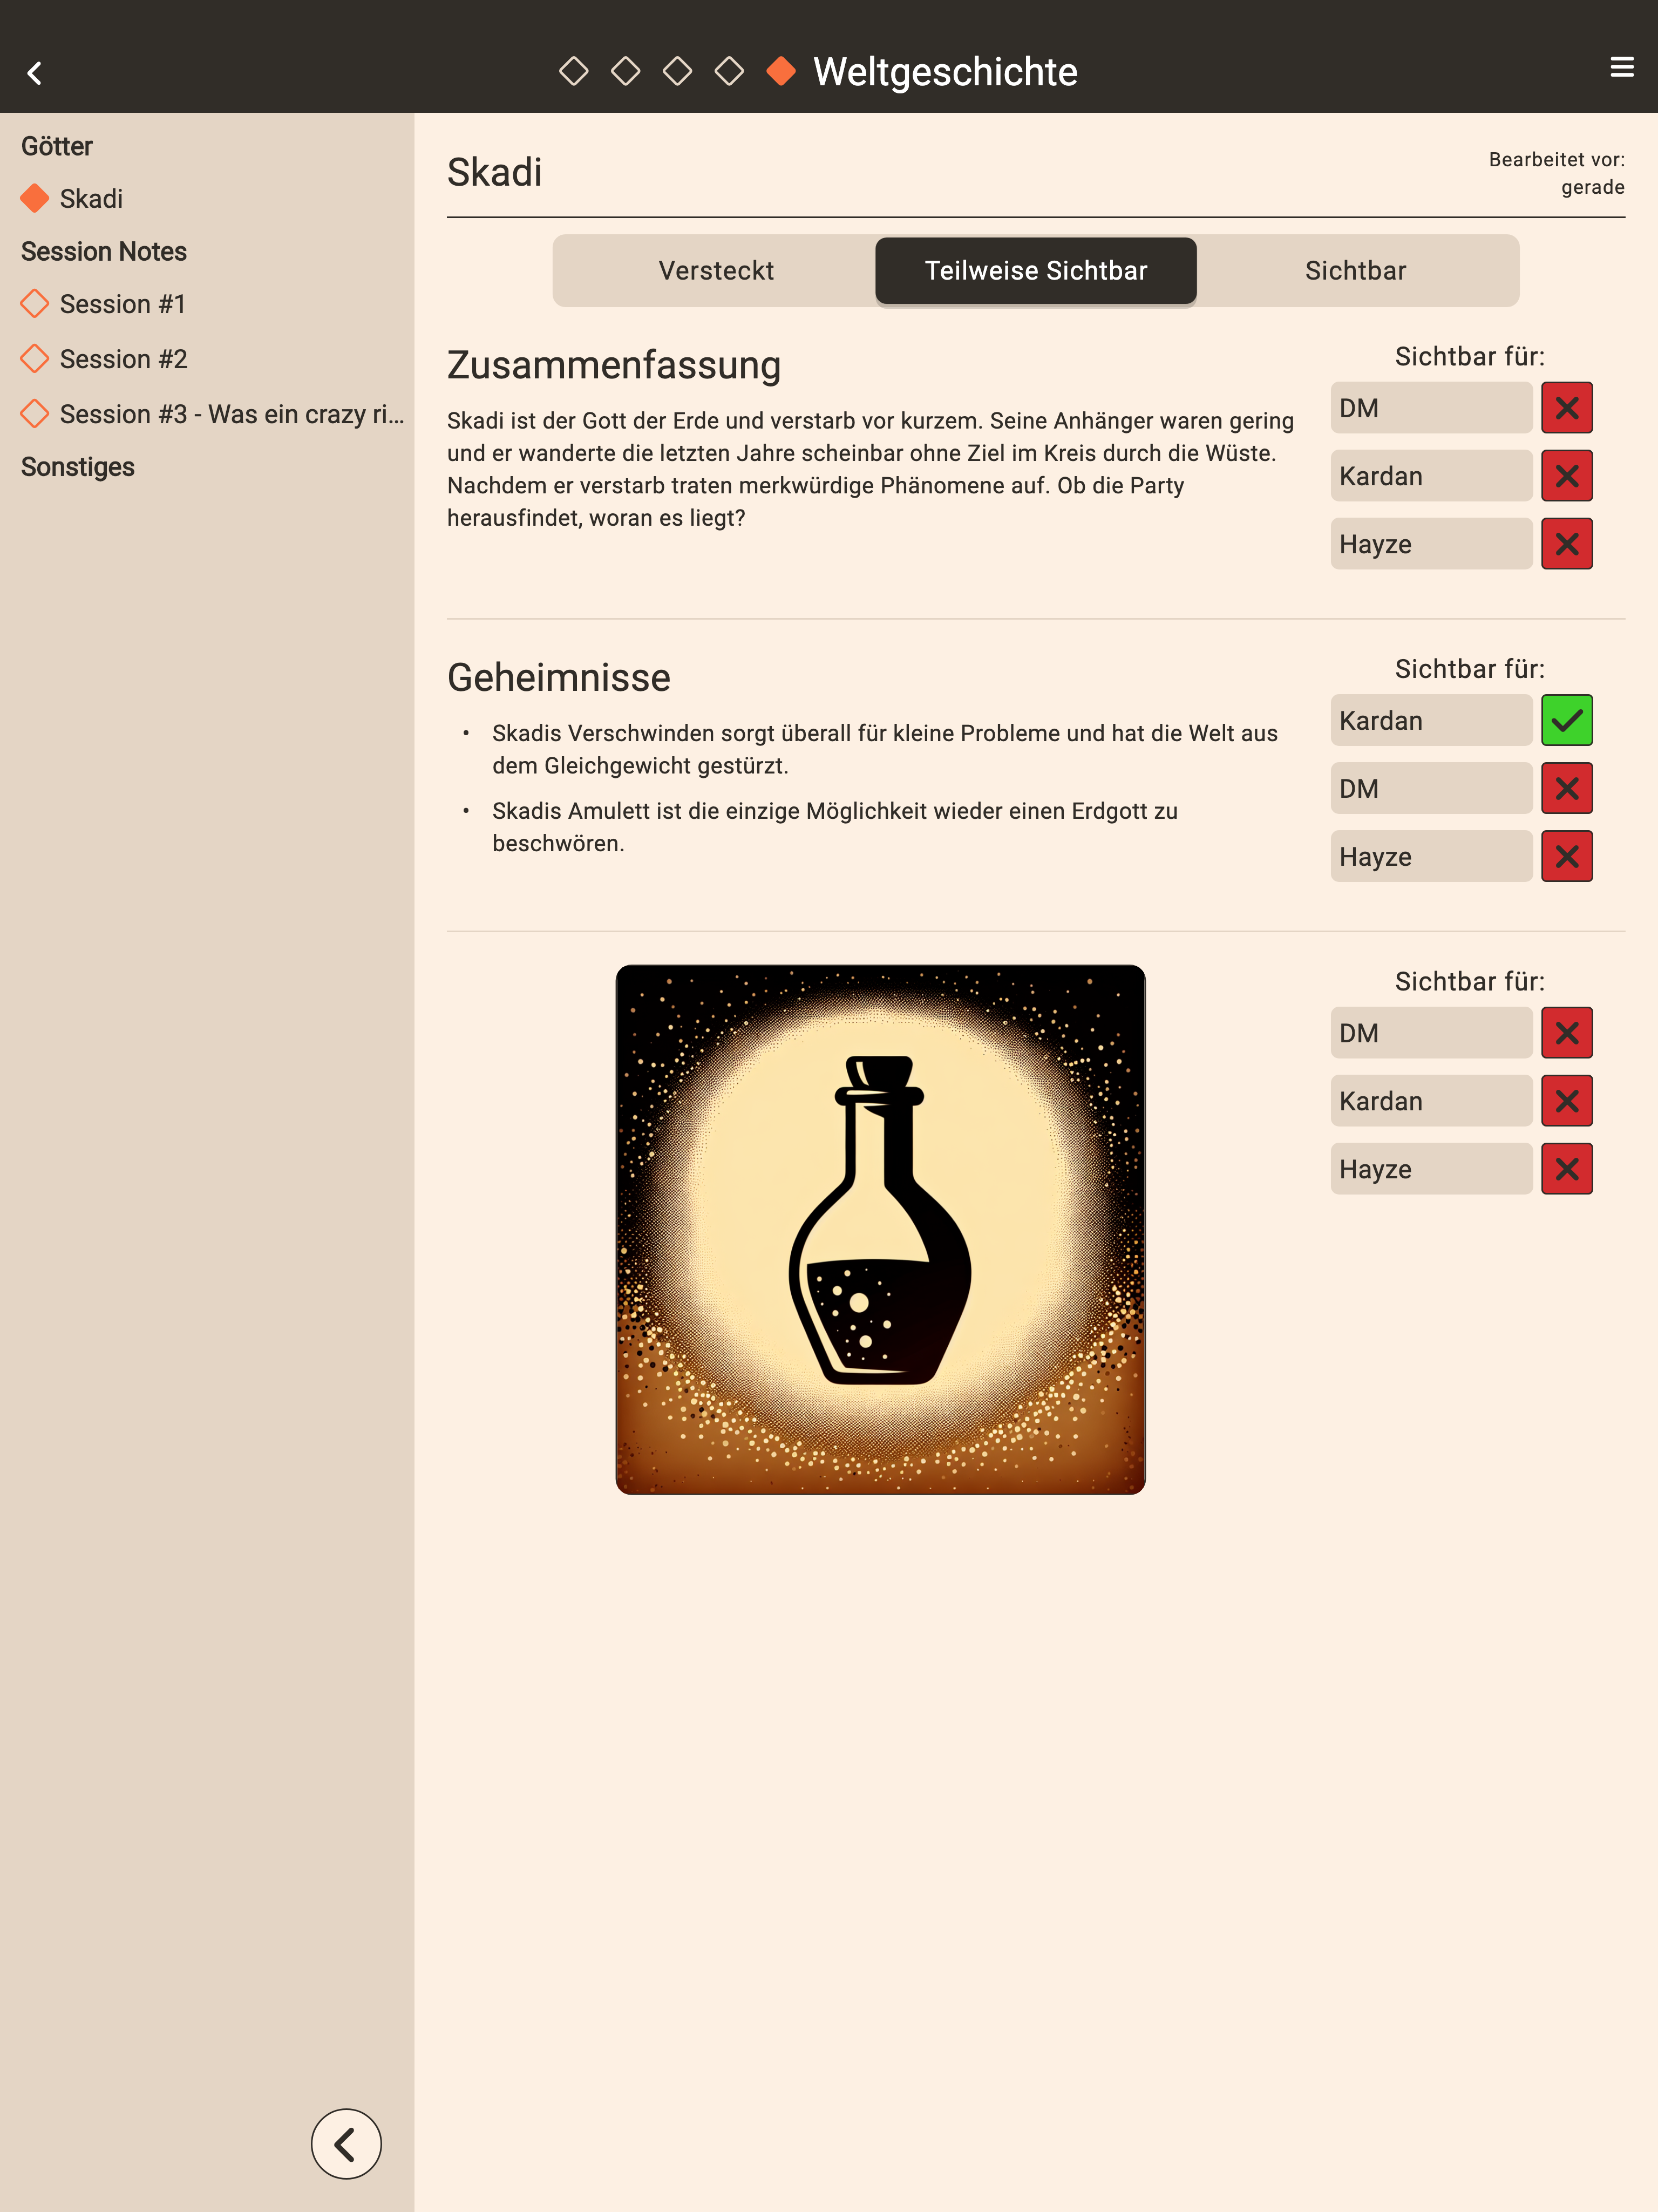 Weltgeschichte
Götter
Skadi
Session Notes
Session #1
Session #2
Session #3 - Was ein crazy ri...
Sonstiges
Skadi
Bearbeitet vor:
gerade
Versteckt
Teilweise Sichtbar
Sichtbar
Zusammenfassung
Skadi ist der Gott der Erde und verstarb vor kurzem. Seine Anhänger waren gering
und er wanderte die letzten Jahre scheinbar ohne Ziel im Kreis durch die Wüste.
Nachdem er verstarb traten merkwürdige Phänomene auf. Ob die Party
herausfindet, woran es liegt?
Sichtbar für:
DM
Kardan
Hayze
Geheimnisse
• Skadis Verschwinden sorgt überall für kleine Probleme und hat die Welt aus
dem Gleichgewicht gestürzt.
• Skadis Amulett ist die einzige Möglichkeit wieder einen Erdgott zu
beschwören.
Sichtbar für:
Kardan
DM
Hayze
Sichtbar für:
DM
Kardan
Hayze